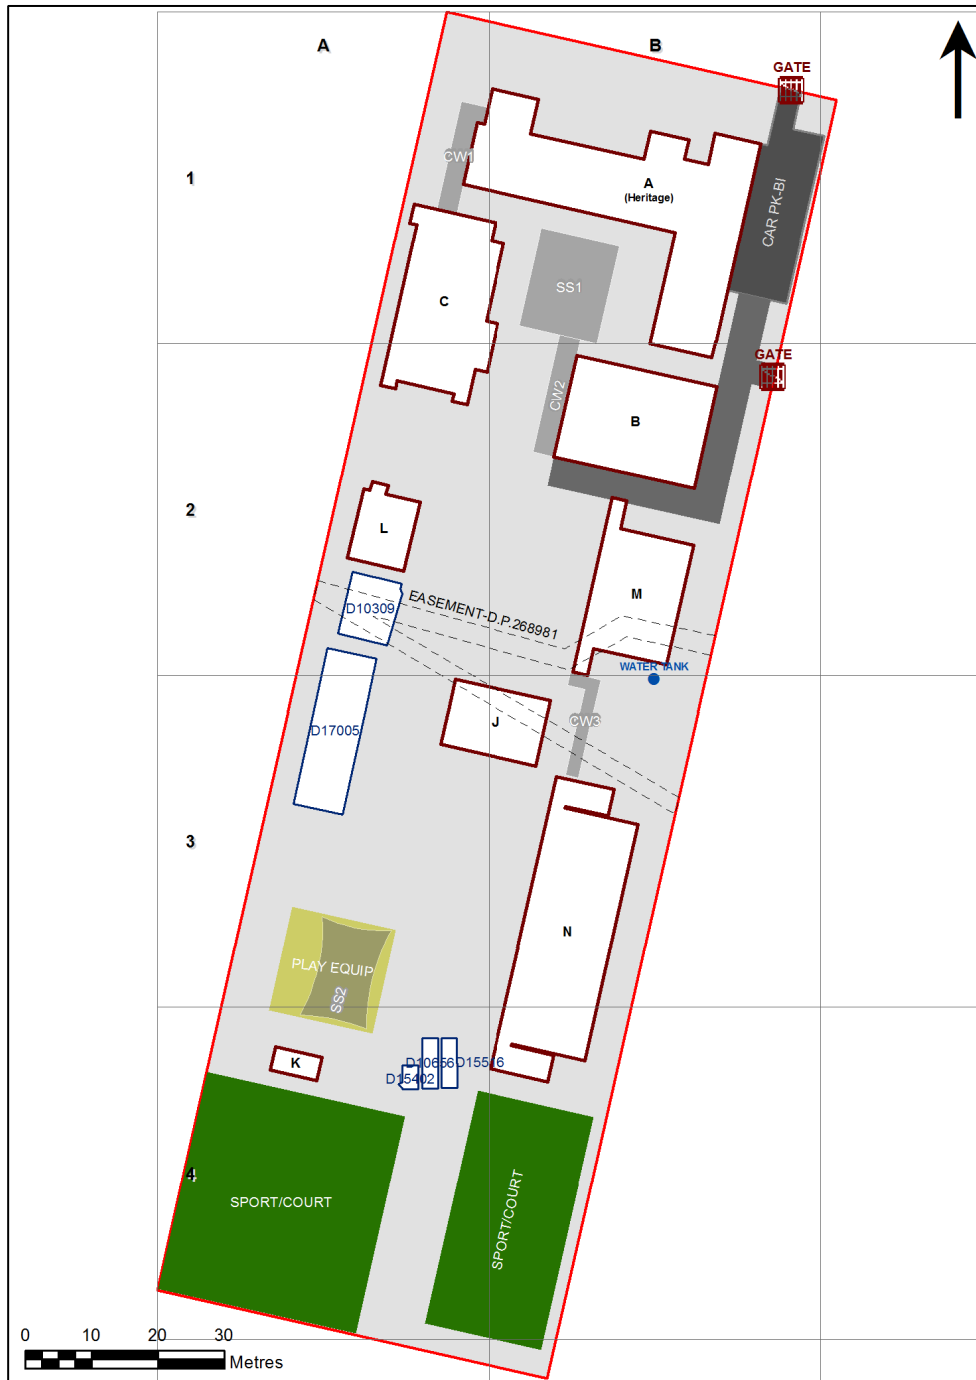 A
B
GATE
CW1
1
A
(Heritage)
CAR PK-BI
SS1
C
GATE
CW2
B
2
L
M
D10309
EASEMENT-D.P.268981
WATER TANK
J
CW3
D17005
3
N
PLAY EQUIP
SS2
K
D10656
D15516
D15402
4
SPORT/COURT
SPORT/COURT
0 10 20 30
Metres